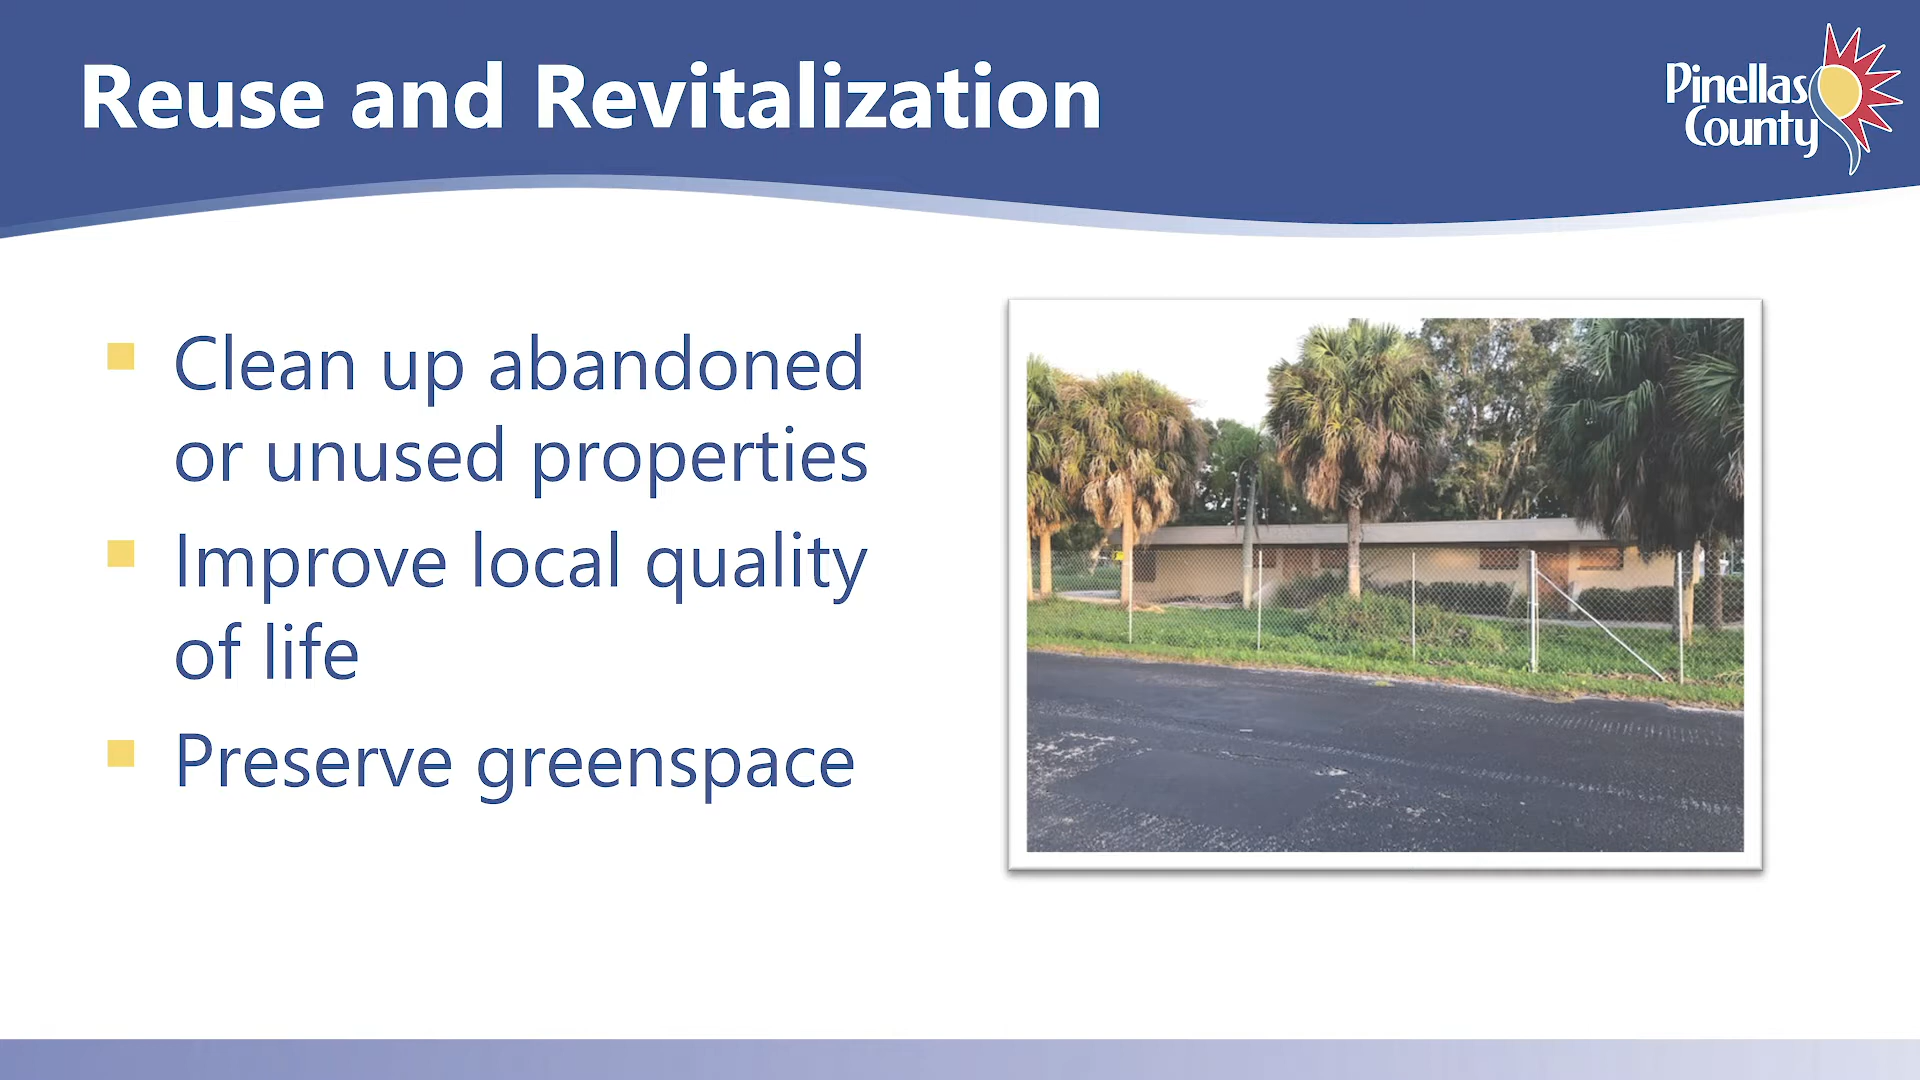 Reuse and Revitalization
Pinellas
County
Clean up abandoned
or unused properties
Improve local quality
of life
Preserve greenspace